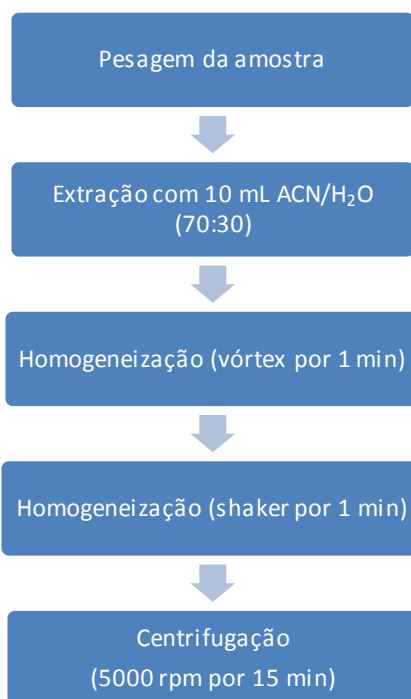 Pesagem da amostra
Extração com 10 mL ACN/H₂O
(70:30)
Homogeneização (vórtex por 1 min)
Homogeneização (shaker por 1 min)
Centrifugação
(5000 rpm por 15 min)